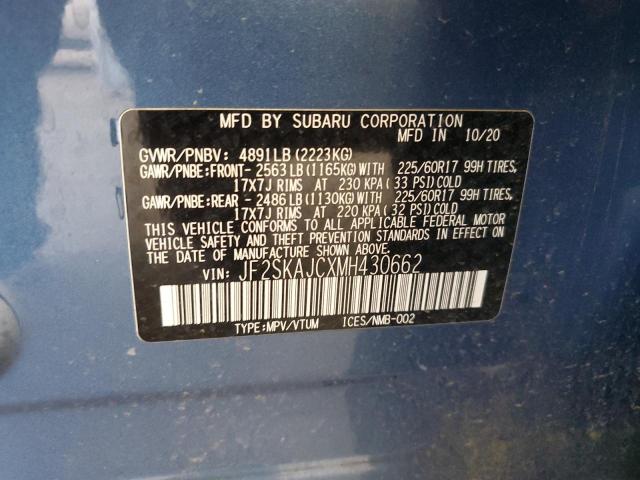 MFD BY SUBARU CORPORATION
MFD IN 10/20
GVWR/PNBV: 4891LB (2223KG)
GAWR/PNBE:FRONT- 2563LB (1165KG)WITH 225/60R17 99H TIRES,
17X7J RIMS AT 230 KPA (33 PSI)COLD
GAWR/PNBE:REAR - 2486LB (1130KG)WITH 225/60R17 99H TIRES,
17X7J RIMS AT 220 KPA (32 PSI)COLD
THIS VEHICLE CONFORMS TO ALL APPLICABLE FEDERAL MOTOR
VEHICLE SAFETY AND THEFT PREVENTION STANDARDS IN EFFECT
ON THE DATE OF MANUFACTURE SHOWN ABOVE.
VIN: JF2SKAJCXMH430662
TYPE:MPV/VTUM ICES/NMB-002